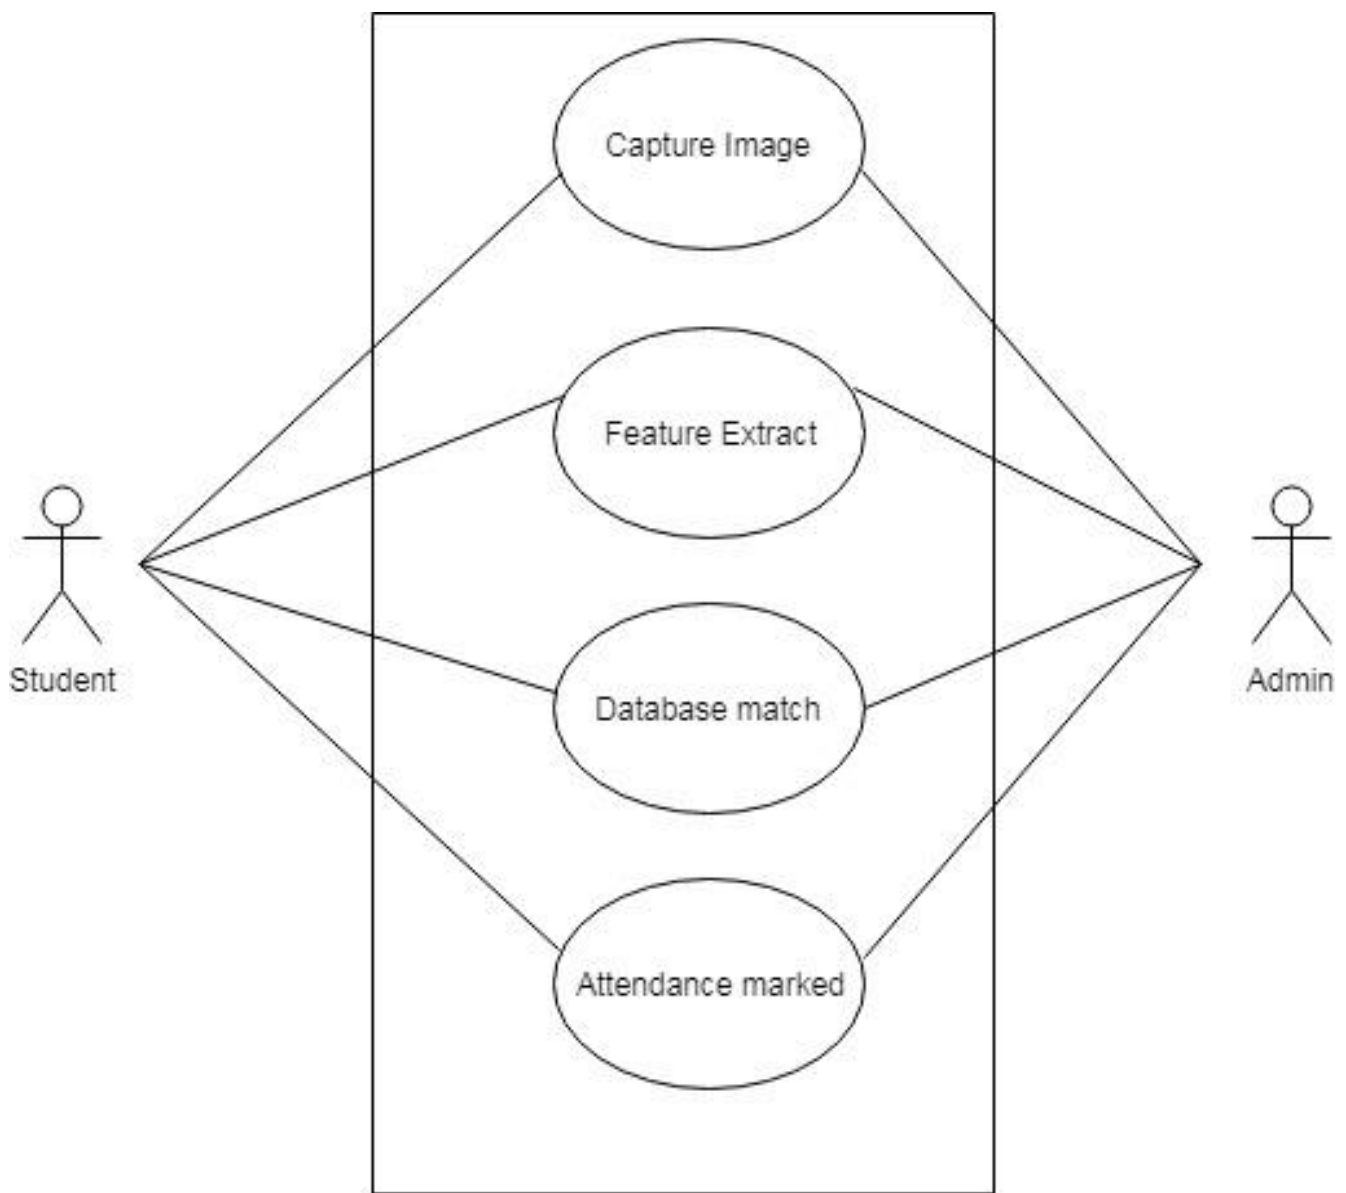 Capture Image
Feature Extract
Student
Admin
Database match
Attendance marked